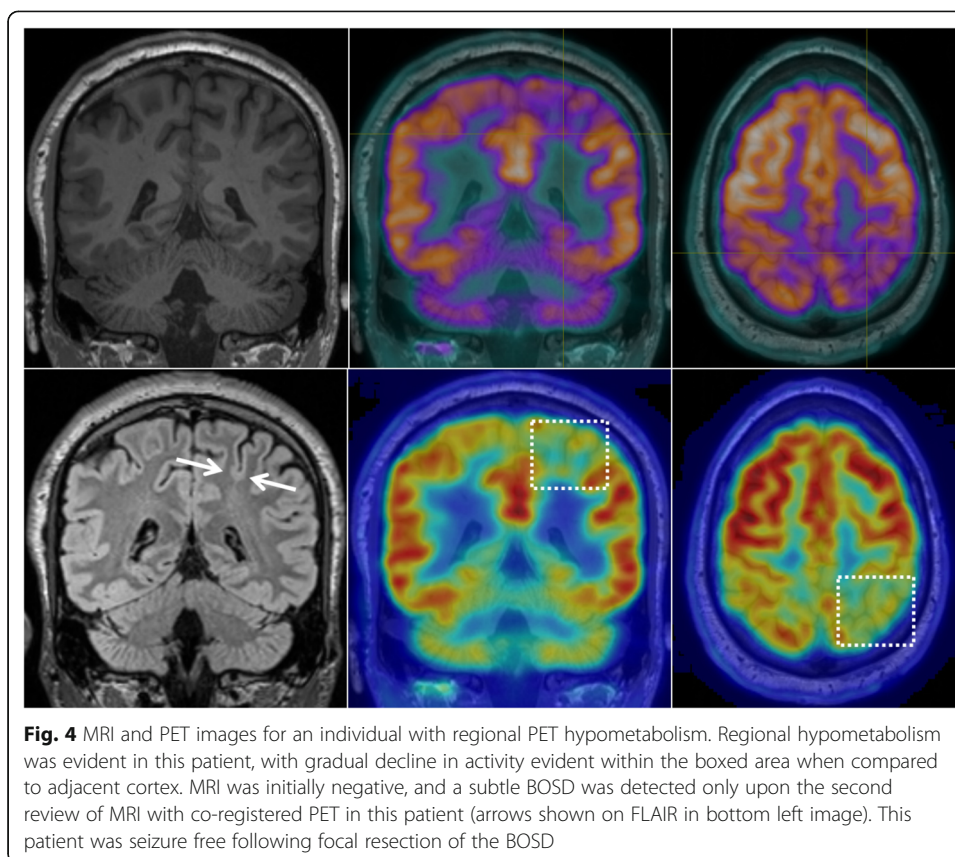 Fig. 4 MRI and PET images for an individual with regional PET hypometabolism. Regional hypometabolism
was evident in this patient, with gradual decline in activity evident within the boxed area when compared
to adjacent cortex. MRI was initially negative, and a subtle BOSD was detected only upon the second
review of MRI with co-registered PET in this patient (arrows shown on FLAIR in bottom left image). This
patient was seizure free following focal resection of the BOSD